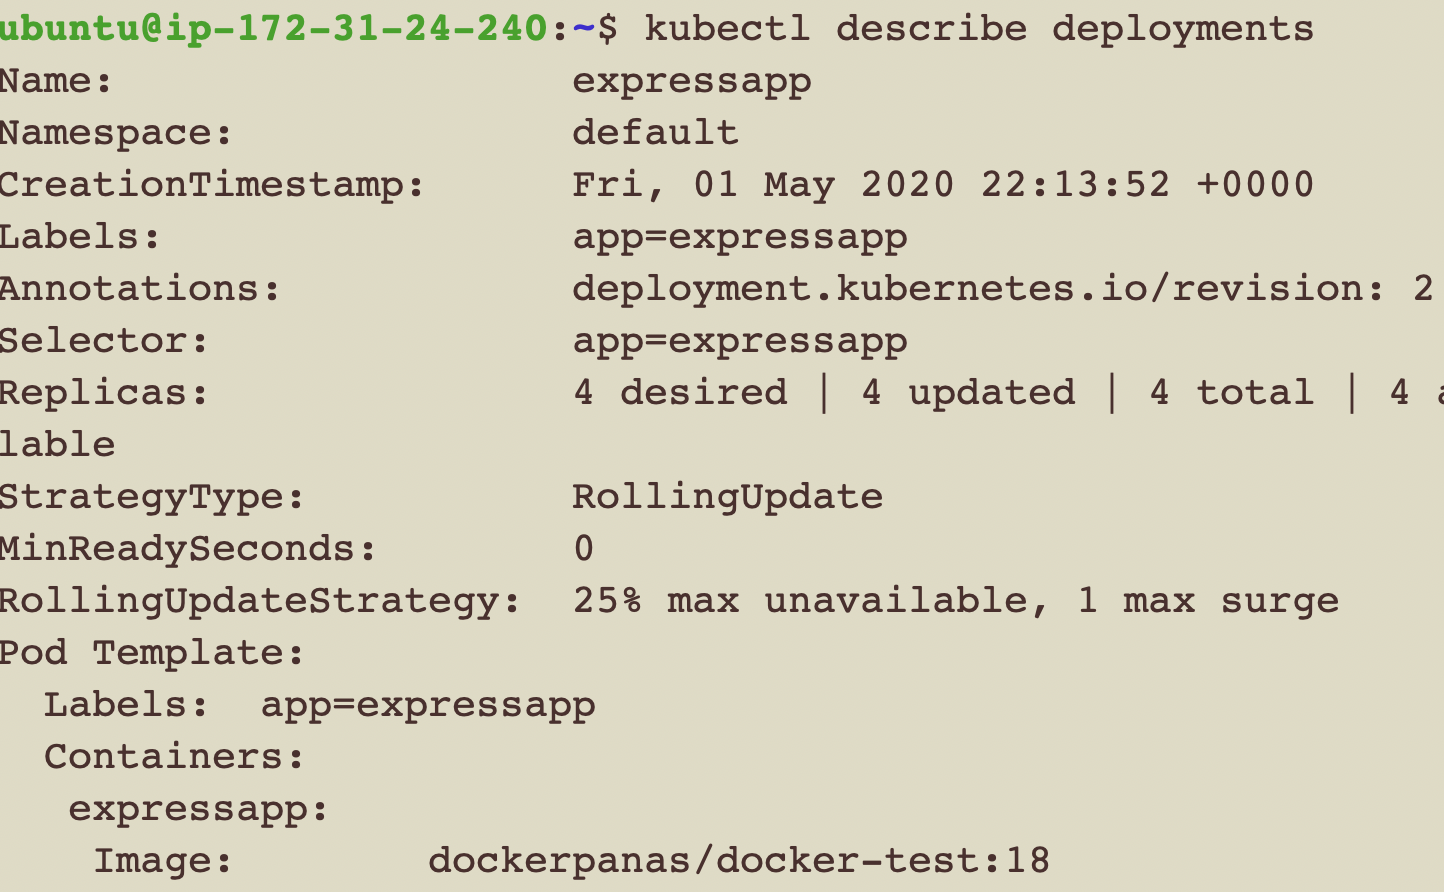 ubuntu@ip-172-31-24-240:~$ kubectl describe deployments
Name: expressapp
Namespace: default
CreationTimestamp: Fri, 01 May 2020 22:13:52 +0000
Labels: app=expressapp
Annotations: deployment.kubernetes.io/revision: 2
Selector: app=expressapp
Replicas: 4 desired | 4 updated | 4 total | 4 a
lable
StrategyType: RollingUpdate
MinReadySeconds: 0
RollingUpdateStrategy: 25% max unavailable, 1 max surge
Pod Template:
Labels: app=expressapp
Containers:
expressapp:
Image: dockerpanas/docker-test:18